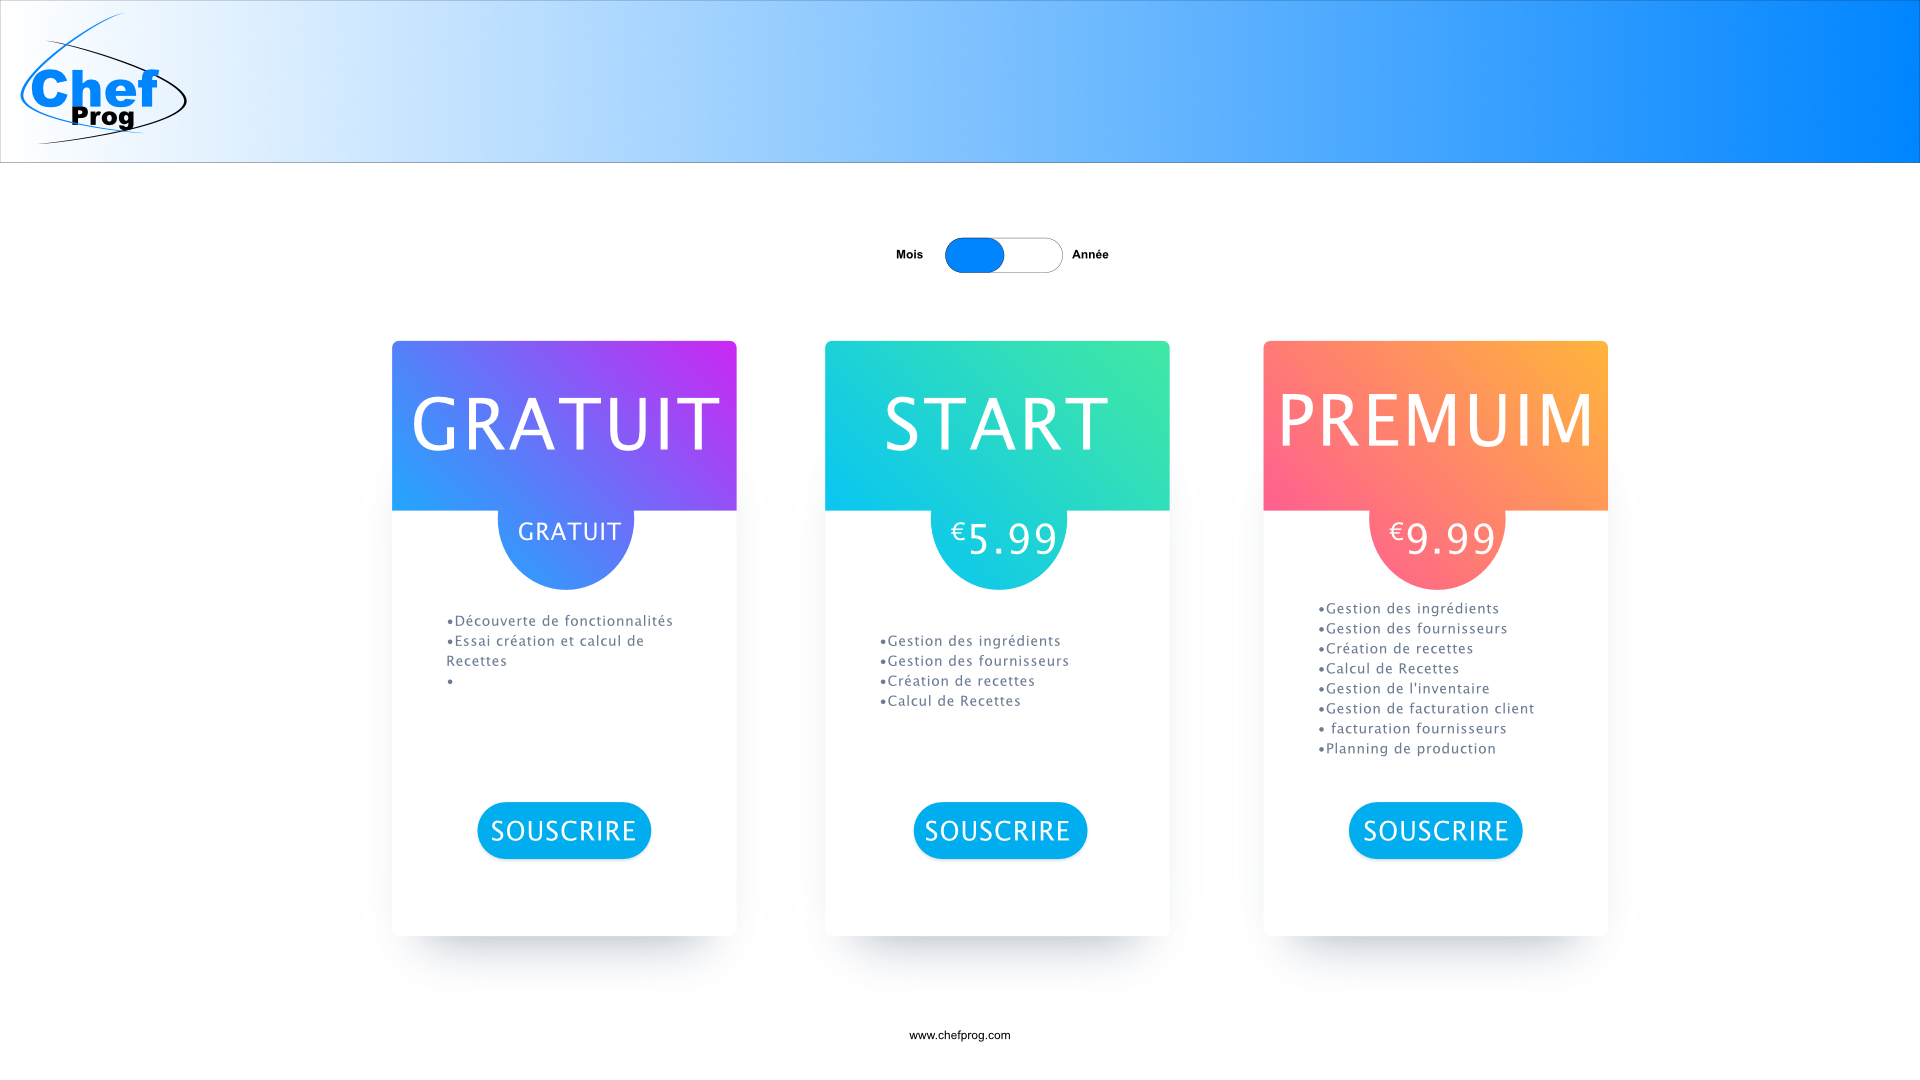 Chef
Prog
Mois
Année
GRATUIT
GRATUIT
•Découverte de fonctionnalités
•Essai création et calcul de
Recettes
•
SOUSCRIRE
START
€5.99
•Gestion des ingrédients
•Gestion des fournisseurs
•Création de recettes
•Calcul de Recettes
SOUSCRIRE
PREMUIM
€9.99
•Gestion des ingrédients
•Gestion des fournisseurs
•Création de recettes
•Calcul de Recettes
•Gestion de l'inventaire
•Gestion de facturation client
• facturation fournisseurs
•Planning de production
SOUSCRIRE
www.chefprog.com